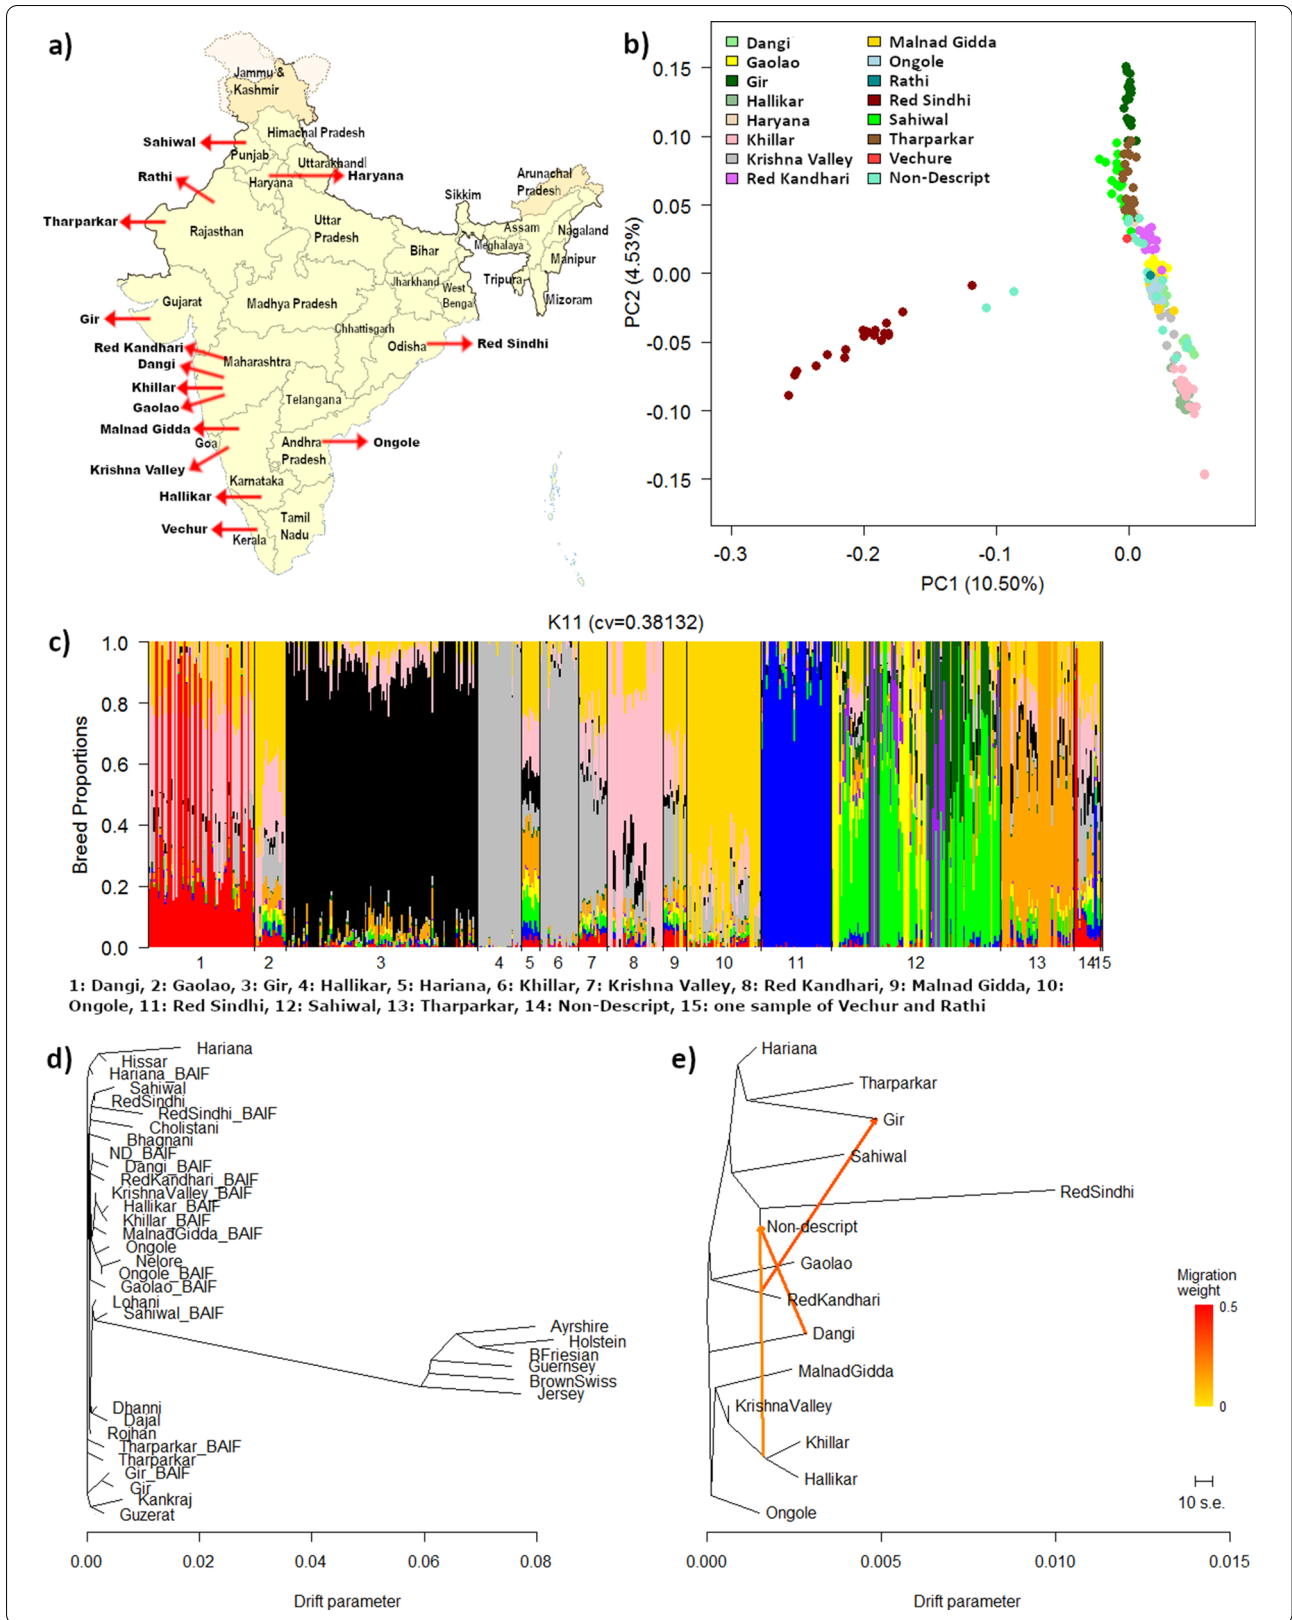 a)
Jammu &
Kashmir
Himachal Pradesh
Sahiwal
Punjab
Uttarakhandl
Rathi
Haryana
Haryana
Tharparkar
Rajasthan
Uttar
Pradesh
Sikkim
Arunachal
Pradesh
Assam
Nagaland
Bihar
Meghalaya
Manipur
Gujarat
Madhya Pradesh
Jharkhand
West
Bengal
Tripura
Mizoram
Gir
Chhattisgarh
Odisha
Red Sindhi
Red Kandhari
Dangi
Maharashtra
Khillar
Gaolao
Telangana
Malnad Gidda
Goa
Andhra
Pradesh
Ongole
Krishna Valley
Karnataka
Hallikar
Tamil
Nadu
Vechur
Kerala
b)
Dangi
Gaolao
Gir
Hallikar
Haryana
Khillar
Krishna Valley
Red Kandhari
Malnad Gidda
Ongole
Rathi
Red Sindhi
Sahiwal
Tharparkar
Vechure
Non-Descript
0.15
0.10
0.05
0.00
-0.05
-0.10
-0.15
PC2 (4.53%)
-0.3 -0.2 -0.1 0.0
PC1 (10.50%)
c)
K11 (cv=0.38132)
1.0
0.8
0.6
0.4
0.2
0.0
Breed Proportions
1 2 3 4 5 6 7 8 9 10 11 12 13 1415
1: Dangi, 2: Gaolao, 3: Gir, 4: Hallikar, 5: Hariana, 6: Khillar, 7: Krishna Valley, 8: Red Kandhari, 9: Malnad Gidda, 10:
Ongole, 11: Red Sindhi, 12: Sahiwal, 13: Tharparkar, 14: Non-Descript, 15: one sample of Vechur and Rathi
d)
Hariana
Hissar
Hariana_BAIF
Sahiwal
RedSindhi
RedSindhi_BAIF
Cholistani
Bhagnani
ND_BAIF
Dangi_BAIF
RedKandhari_BAIF
KrishnaValley_BAIF
Hallikar_BAIF
Khillar_BAIF
MalnadGidda_BAIF
Ongole
Nelore
Ongole_BAIF
Gaolao_BAIF
Lohani
Sahiwal_BAIF
Ayrshire
Holstein
BFriesian
Guernsey
BrownSwiss
Jersey
Dhanni
Dajal
Rojhan
Tharparkar_BAIF
Tharparkar
Gir_BAIF
Gir
Kankraj
Guzerat
0.00 0.02 0.04 0.06 0.08
Drift parameter
e)
Hariana
Tharparkar
Gir
Sahiwal
RedSindhi
Non-descript
Gaolao
RedKandhari
Dangi
MalnadGidda
KrishnaValley
Khillar
Hallikar
Ongole
Migration
weight
0.5
0
10 s.e.
0.000 0.005 0.010 0.015
Drift parameter